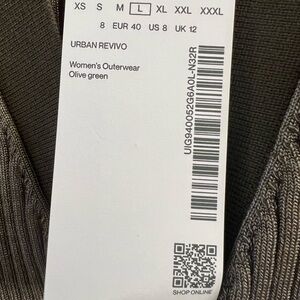 XS S M L XL XXL XXXL
8 EUR 40 US 8 UK 12
URBAN REVIVO
Women's Outerwear
Olive green
UIG940052G6A0L-N32R
SHOP ONLINE